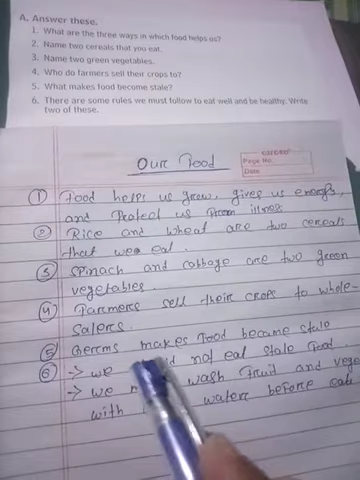 A. Answer these.
1. What are the three ways in which food helps us?
2. Name two cereals that you eat.
3. Name two green vegetables.
4. Who do farmers sell their crops to?
5. What makes food become stale?
6. There are some rules we must follow to eat well and be healthy. Write
two of these.
Our Food
Page No.
Date
① Food helps us grow, gives us energy,
and Protect us From illness
② Rice and wheat are two cereals
that wee eat.
③ Spinach and cabbage are two green
vegetables.
④ Farmers sell their crops to whole-
salers.
⑤ Germs makes Food became stale
⑥ → we not eat stale Food.
→ we wash Fruit and vege
with water before eat